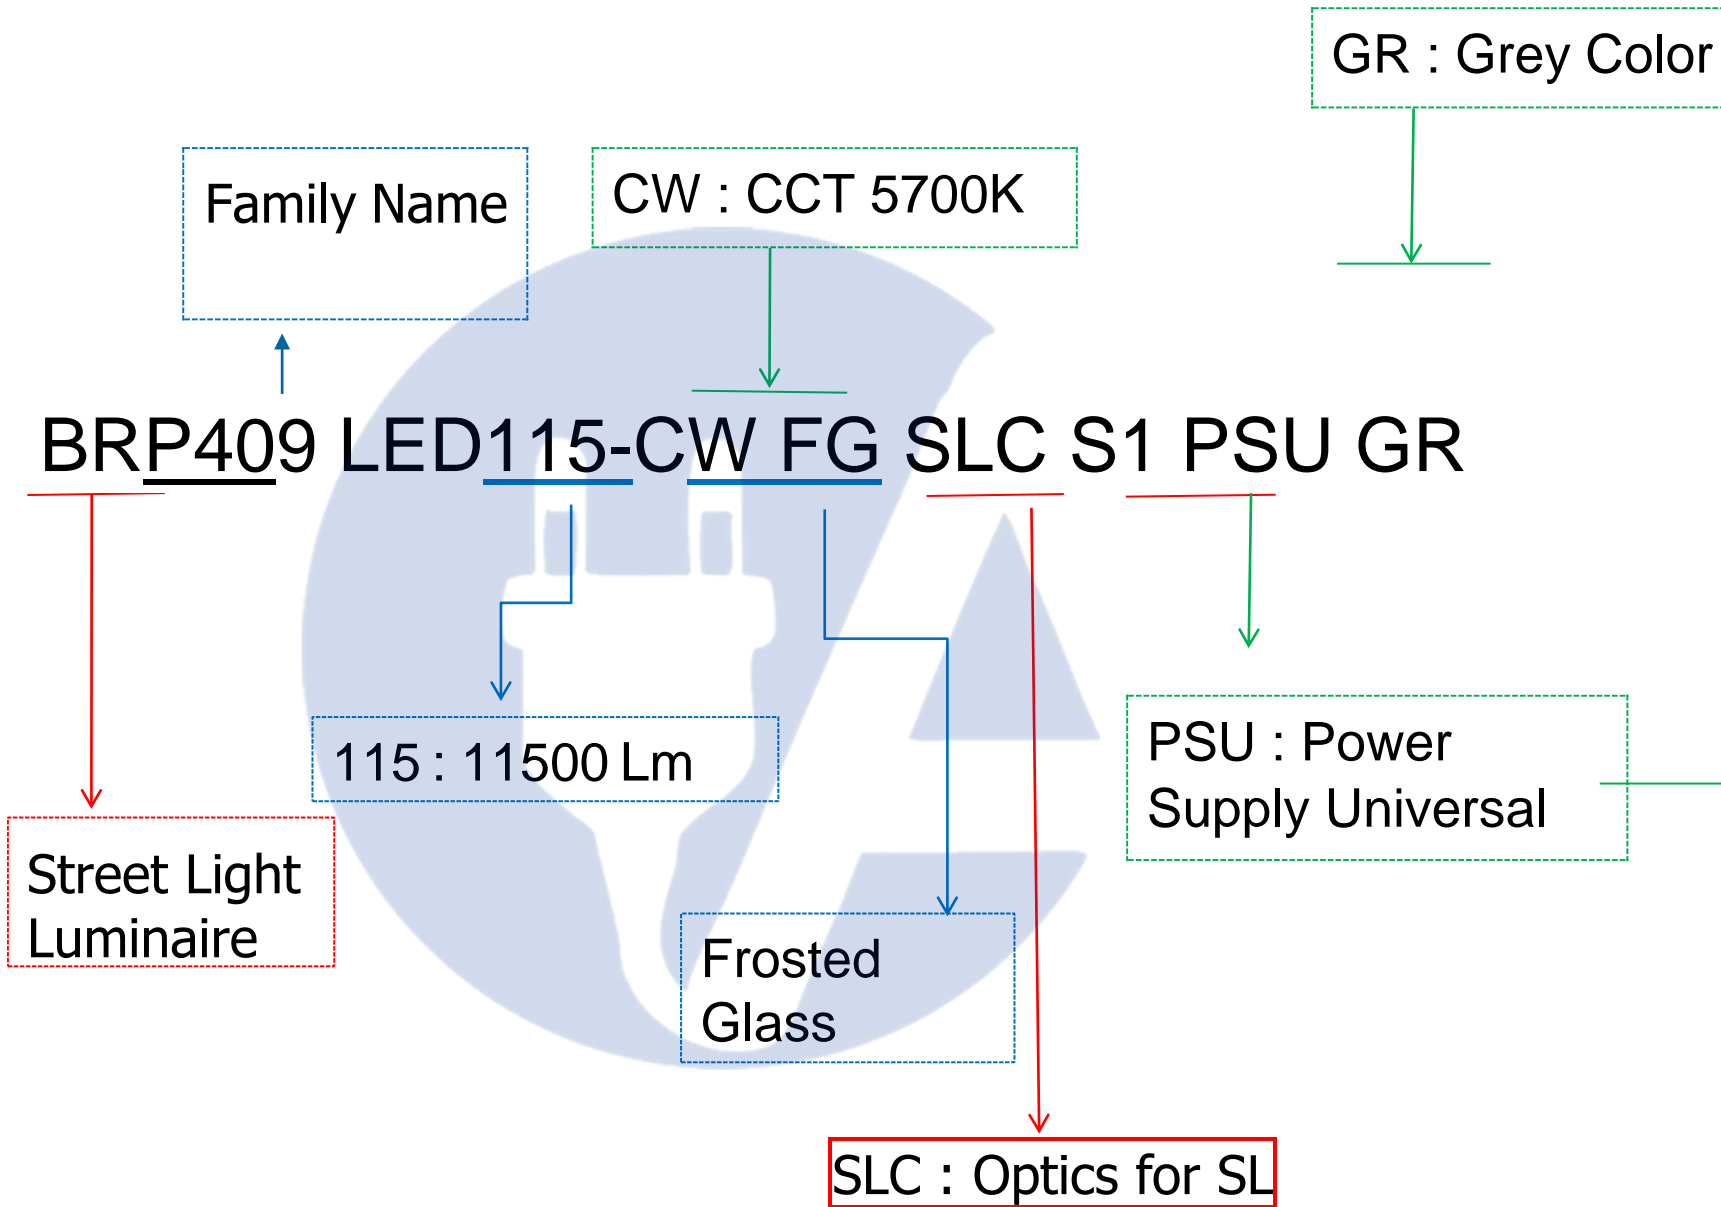 GR : Grey Color
Family Name
CW : CCT 5700K
BRP409 LED115-CW FG SLC S1 PSU GR
115 : 11500 Lm
PSU : Power
Supply Universal
Street Light
Luminaire
Frosted
Glass
SLC : Optics for SL